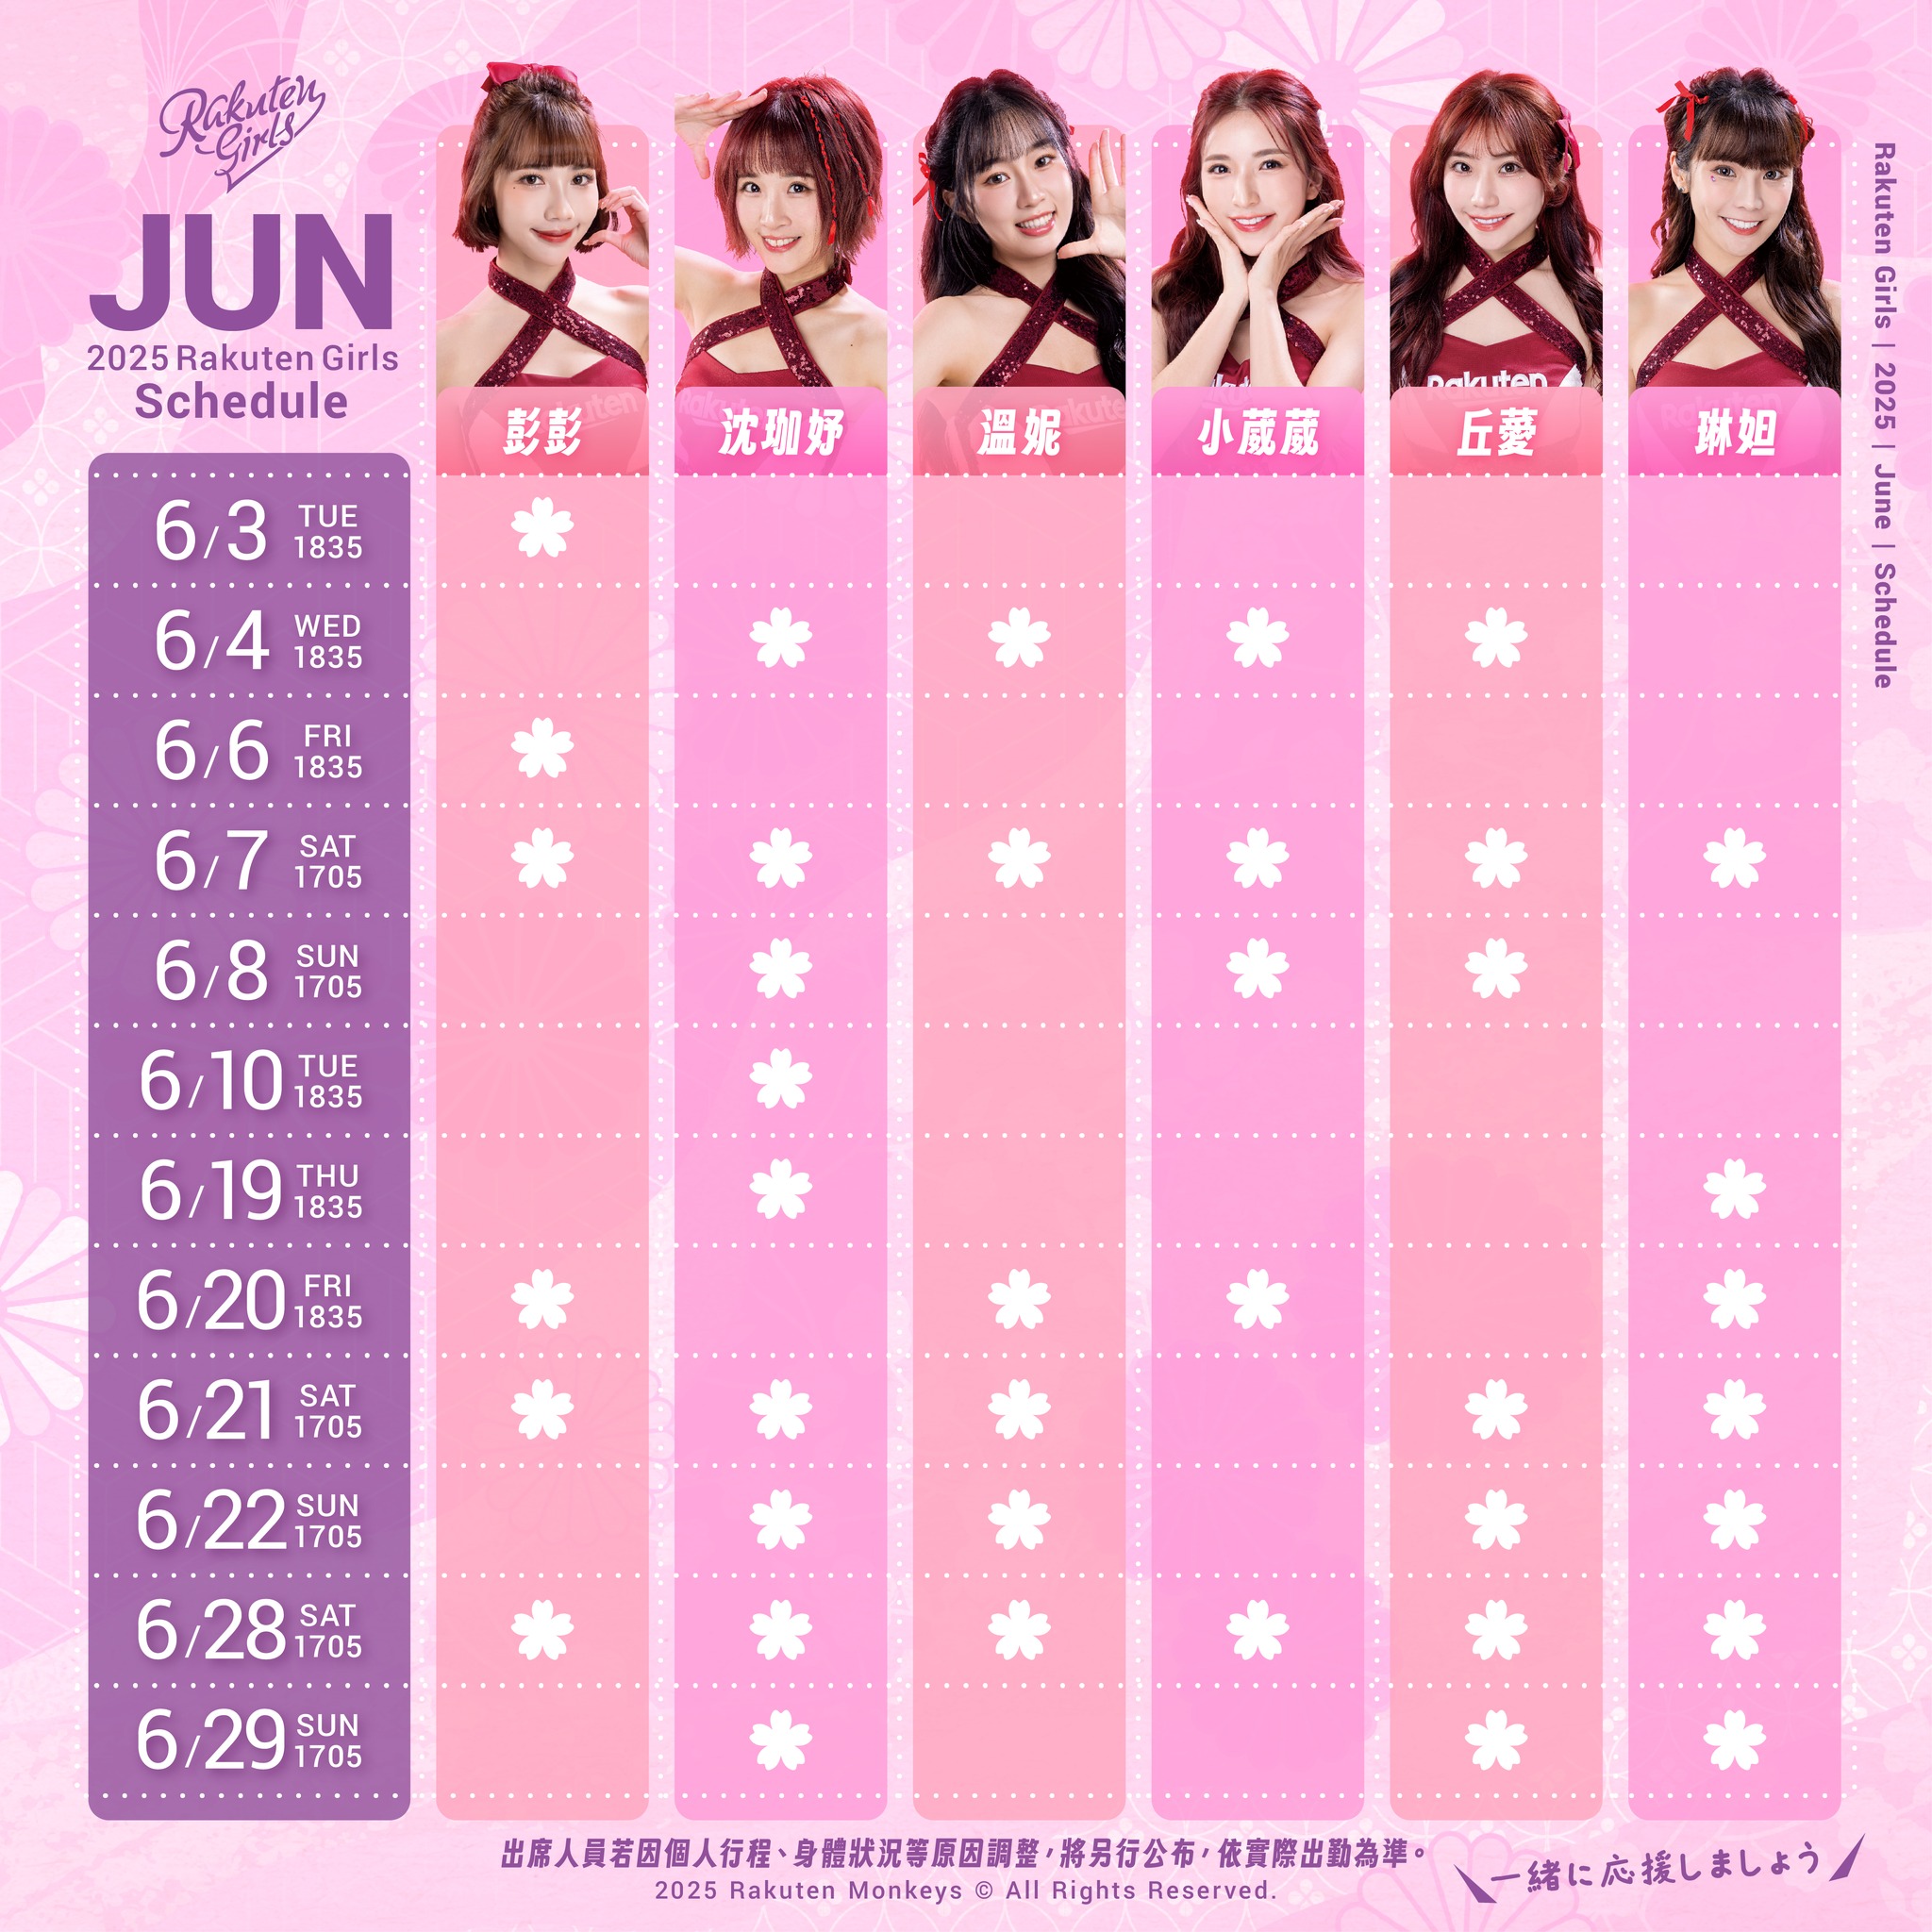 Rakuten
Girls
JUN
2025 Rakuten Girls
Schedule
彭彭
沈珈妤
溫妮
小葳葳
丘薆
琳妲
6/3 TUE 1835
6/4 WED 1835
6/6 FRI 1835
6/7 SAT 1705
6/8 SUN 1705
6/10 TUE 1835
6/19 THU 1835
6/20 FRI 1835
6/21 SAT 1705
6/22 SUN 1705
6/28 SAT 1705
6/29 SUN 1705
Rakuten Girls | 2025 | June | Schedule
出席人員若因個人行程、身體狀況等原因調整，將另行公布，依實際出勤為準。
2025 Rakuten Monkeys © All Rights Reserved.
一緒に応援しましょう